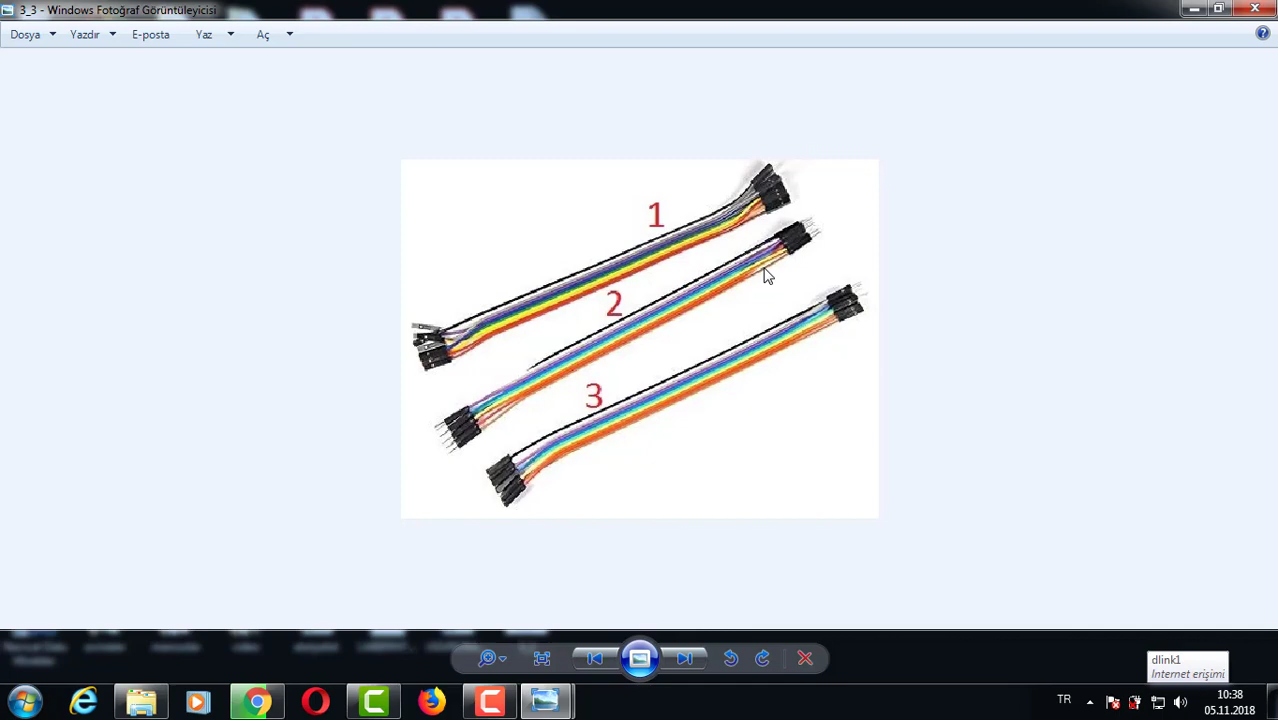 3_3 - Windows Fotoğraf Görüntüleyicisi
Dosya Yazdır E-posta Yaz Aç
1
2
3
dlink1
Internet erişimi
TR
10:38
05.11.2018